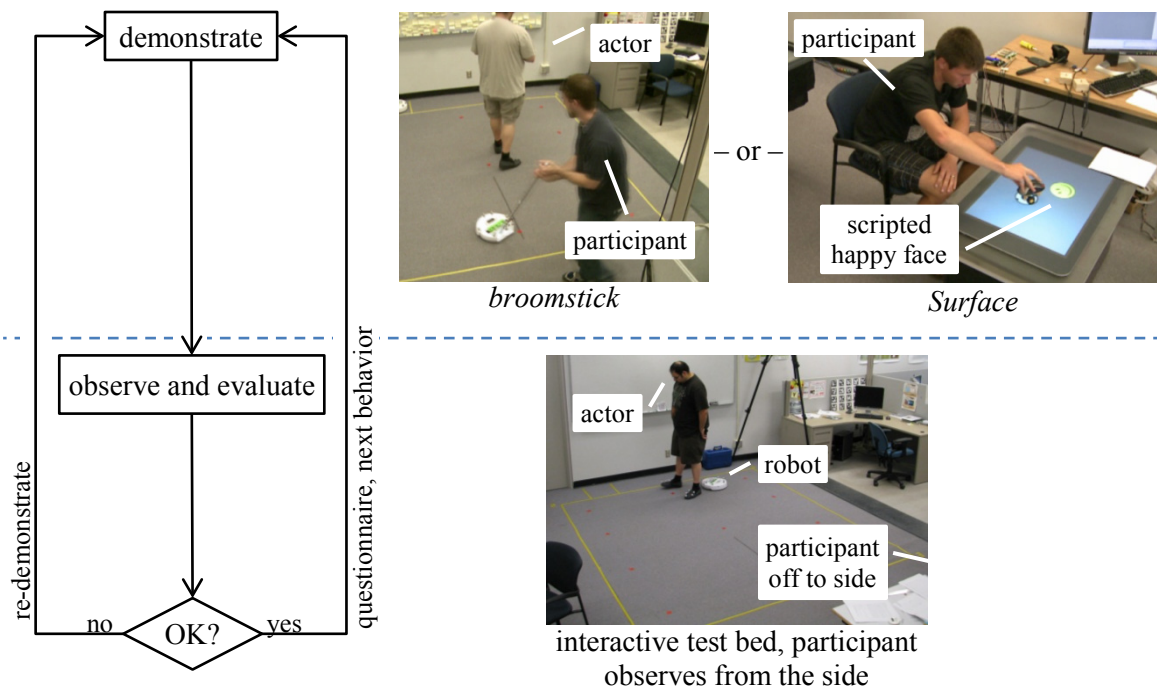 demonstrate
actor
participant
broomstick
– or –
participant
scripted
happy face
Surface
observe and evaluate
re-demonstrate
questionnaire, next behavior
no
OK?
yes
actor
robot
participant
off to side
interactive test bed, participant
observes from the side